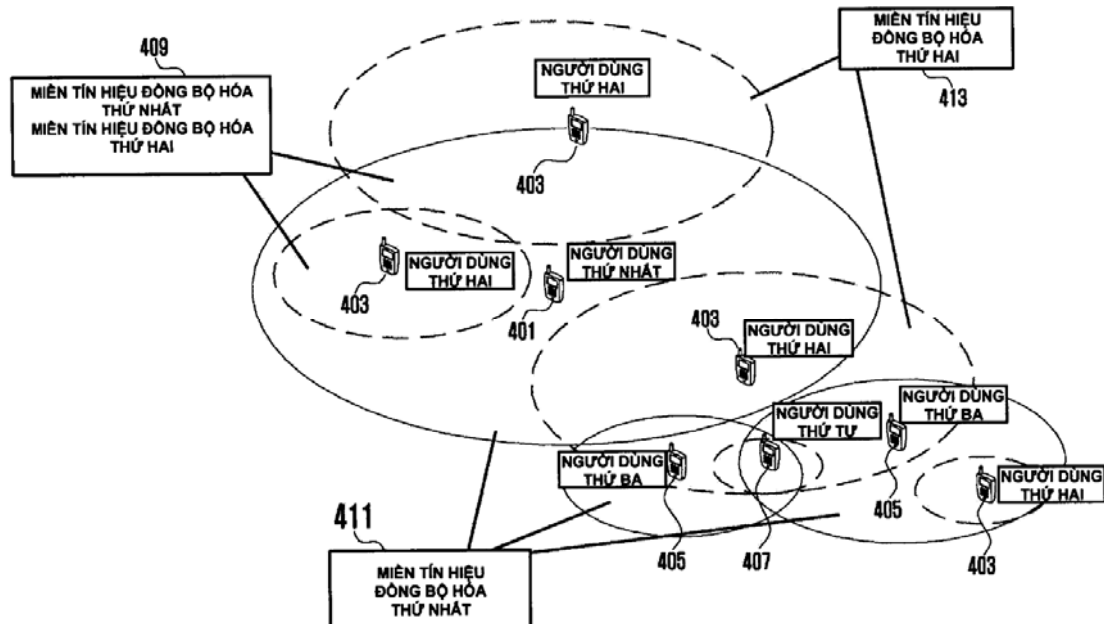 409
MIỀN TÍN HIỆU ĐỒNG BỘ HÓA
THỨ NHẤT
MIỀN TÍN HIỆU ĐỒNG BỘ HÓA
THỨ HAI
MIỀN TÍN HIỆU
ĐỒNG BỘ HÓA
THỨ HAI
413
NGƯỜI DÙNG
THỨ HAI
403
NGƯỜI DÙNG
THỨ HAI
403
NGƯỜI DÙNG
THỨ NHẤT
401
403
NGƯỜI DÙNG
THỨ HAI
NGƯỜI DÙNG
THỨ TƯ
NGƯỜI DÙNG
THỨ BA
NGƯỜI DÙNG
THỨ BA
NGƯỜI DÙNG
THỨ HAI
405
407
405
403
411
MIỀN TÍN HIỆU
ĐỒNG BỘ HÓA
THỨ NHẤT